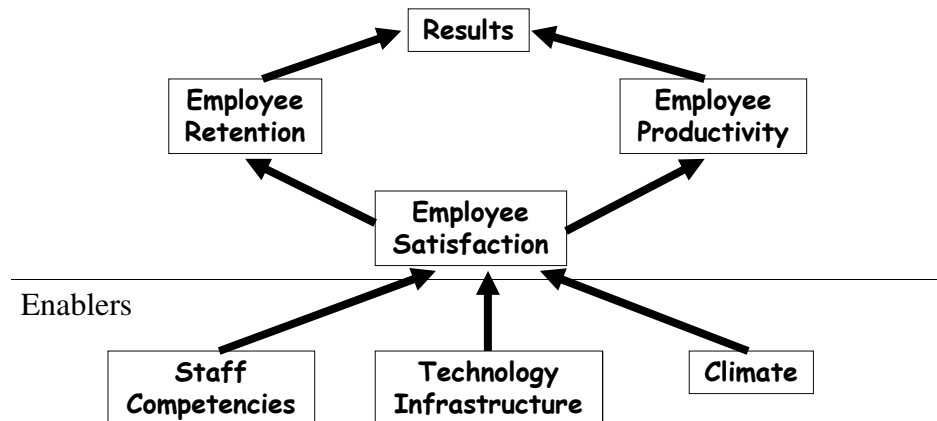 Results
Employee
Retention
Employee
Productivity
Employee
Satisfaction
Enablers
Staff
Competencies
Technology
Infrastructure
Climate